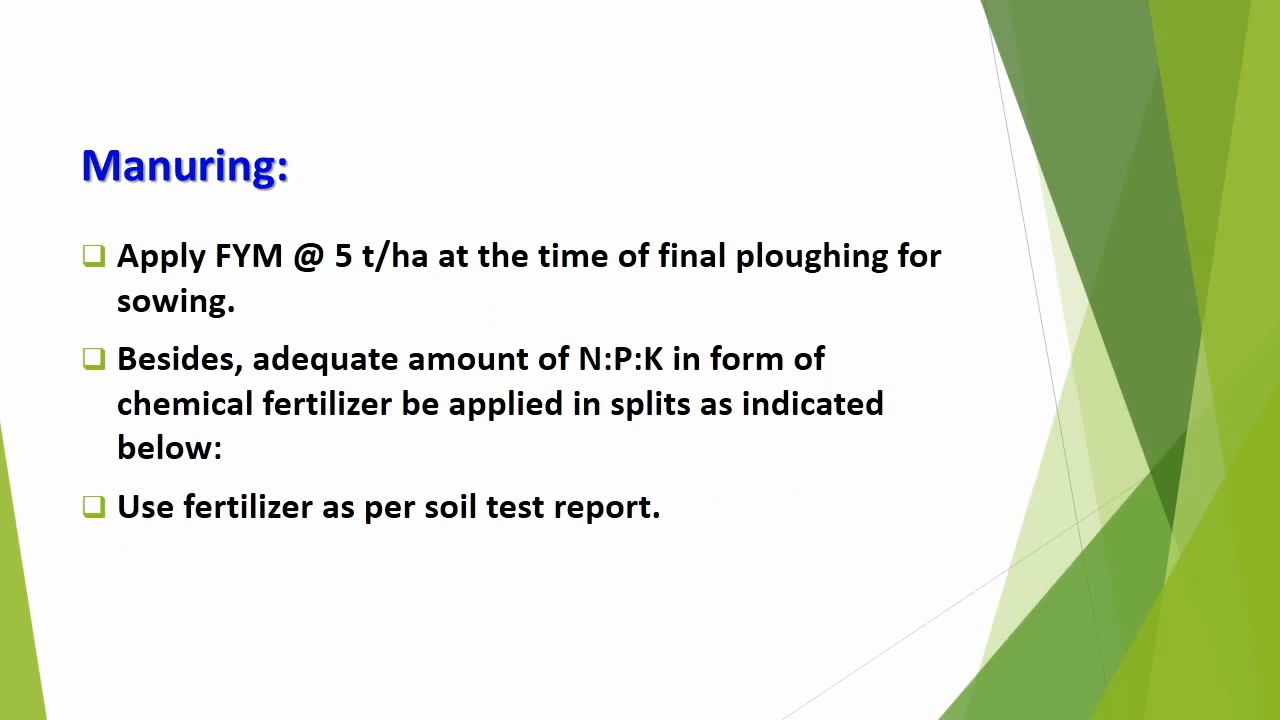 Manuring:
Apply FYM @ 5 t/ha at the time of final ploughing for
sowing.
Besides, adequate amount of N:P:K in form of
chemical fertilizer be applied in splits as indicated
below:
Use fertilizer as per soil test report.